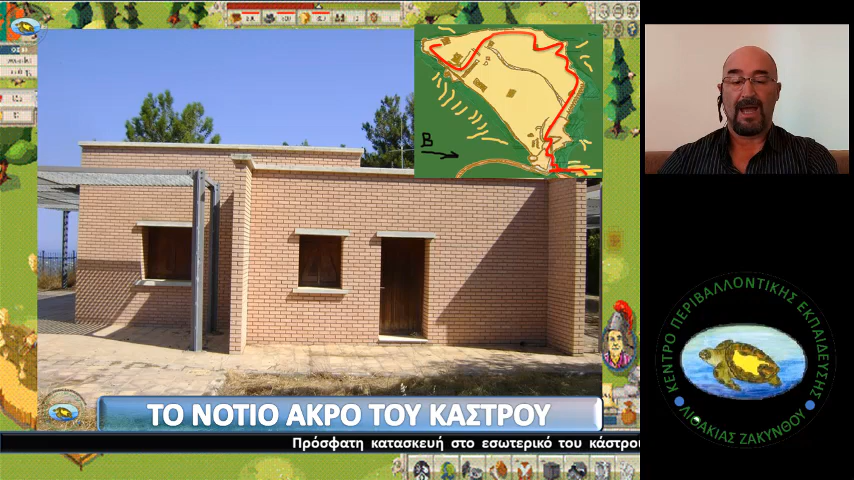 Β
ΤΟ ΝΟΤΙΟ ΑΚΡΟ ΤΟΥ ΚΑΣΤΡΟΥ
Πρόσφατη κατασκευή στο εσωτερικό του κάστρου
ΚΕΝΤΡΟ ΠΕΡΙΒΑΛΛΟΝΤΙΚΗΣ ΕΚΠΑΙΔΕΥΣΗΣ
ΛΙΘΑΚΙΑΣ ΖΑΚΥΝΘΟΥ